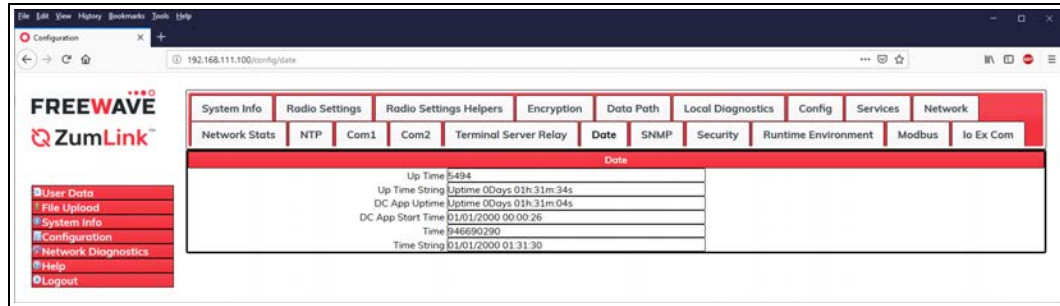 File Edit View History Bookmarks Tools Help
Configuration
192.168.111.100/config/date
FREEWAVE
ZumLink™
System Info Radio Settings Radio Settings Helpers Encryption Data Path Local Diagnostics Config Services Network
Network Stats NTP Com1 Com2 Terminal Server Relay Date SNMP Security Runtime Environment Modbus Io Ex Com
Date
Up Time 5494
Up Time String Uptime 0Days 01h:31m:34s
DC App Uptime Uptime 0Days 01h:31m:04s
DC App Start Time 01/01/2000 00:00:26
Time 946690290
Time String 01/01/2000 01:31:30
User Data
File Upload
System Info
Configuration
Network Diagnostics
Help
Logout